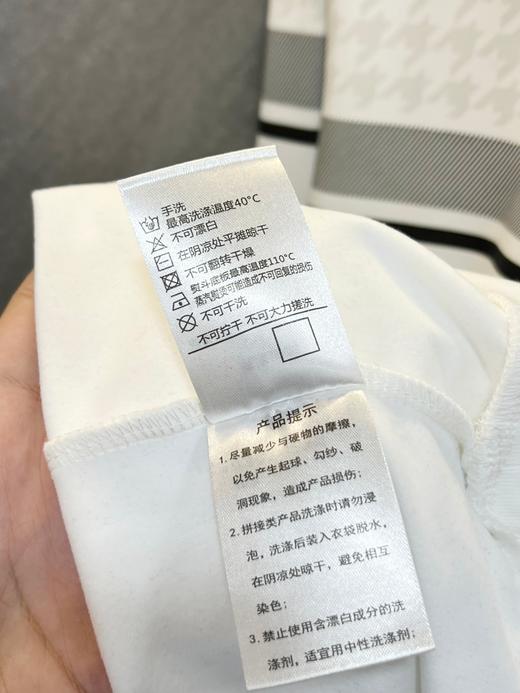 手洗
最高洗涤温度40°C
不可漂白
在阴凉处平摊晾干
不可翻转干燥
熨斗底板最高温度110°C
蒸汽熨烫可能造成不可回复的损伤
不可干洗
不可拧干 不可大力搓洗
产品提示
1. 尽量减少与硬物的摩擦，
以免产生起球、勾纱、破
洞现象，造成产品损伤；
2. 拼接类产品洗涤时请勿浸
泡，洗涤后装入衣袋脱水，
在阴凉处晾干，避免相互
染色；
3. 禁止使用含漂白成分的洗
涤剂，适宜用中性洗涤剂；